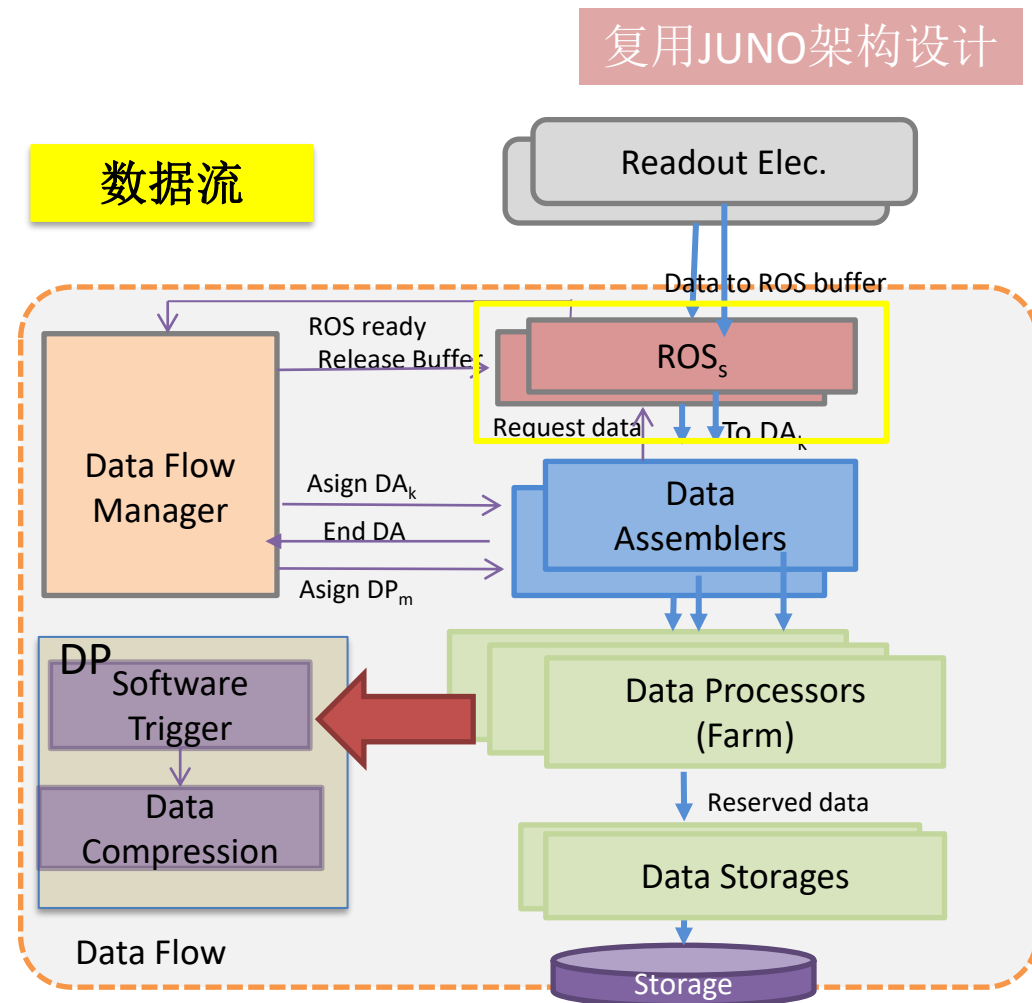 复用JUNO架构设计
数据流
Readout Elec.
Data to ROS buffer
ROS ready
Release Buffer
ROSs
Request data
To DAk
Data Flow
Manager
Asign DAk
End DA
Asign DPm
Data
Assemblers
DP
Software
Trigger
Data
Compression
Data Processors
(Farm)
Reserved data
Data Storages
Data Flow
Storage